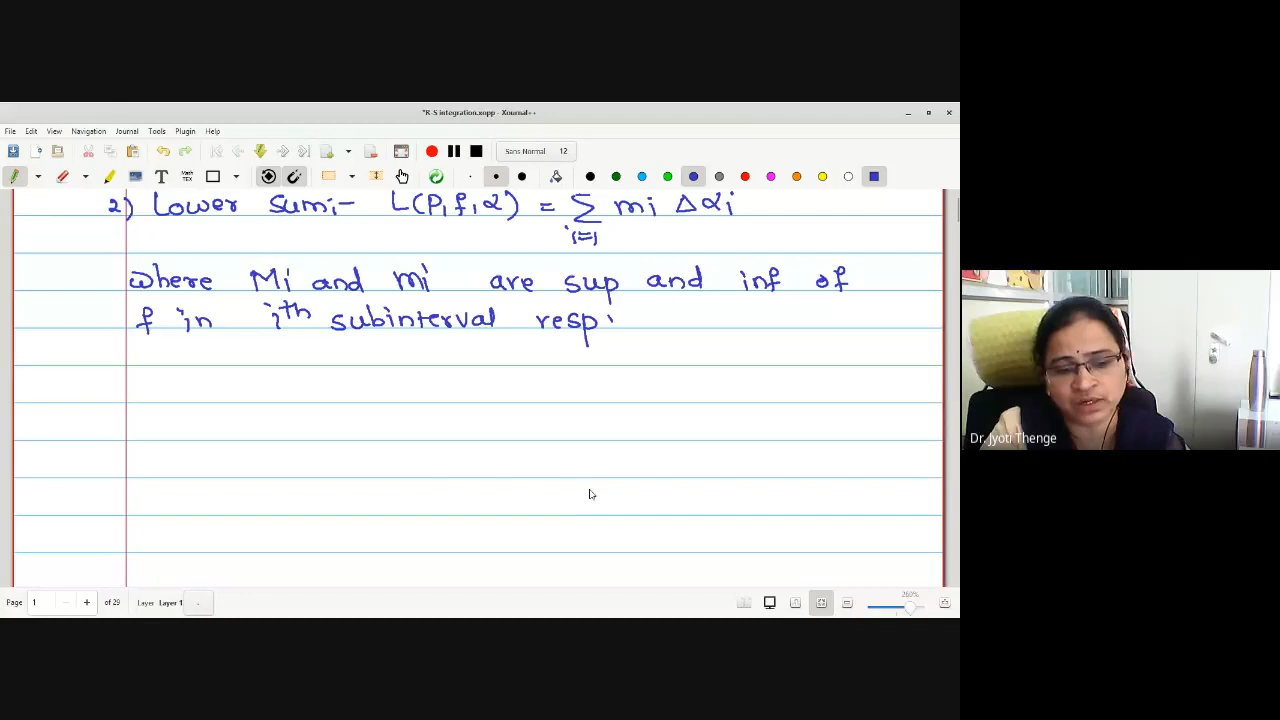 *R-S integration.xopp - Xournal++
File Edit View Navigation Journal Tools Plugin Help
Sans Normal 12
2) Lower sum:- L(P, f, α) = Σ mi Δαi
i=1
where Mi and mi are sup and inf of
f in ith subinterval resp.
Dr. Jyoti Thenge
Page 1 of 29 Layer Layer 1
260%